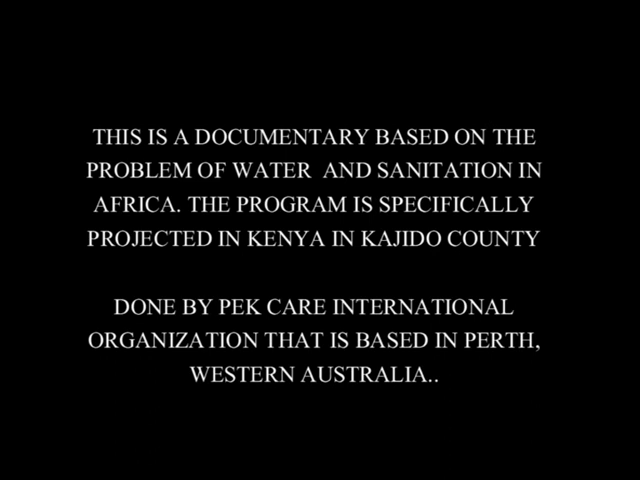 THIS IS A DOCUMENTARY BASED ON THE
PROBLEM OF WATER  AND SANITATION IN
AFRICA. THE PROGRAM IS SPECIFICALLY
PROJECTED IN KENYA IN KAJIDO COUNTY
DONE BY PEK CARE INTERNATIONAL
ORGANIZATION THAT IS BASED IN PERTH,
WESTERN AUSTRALIA..